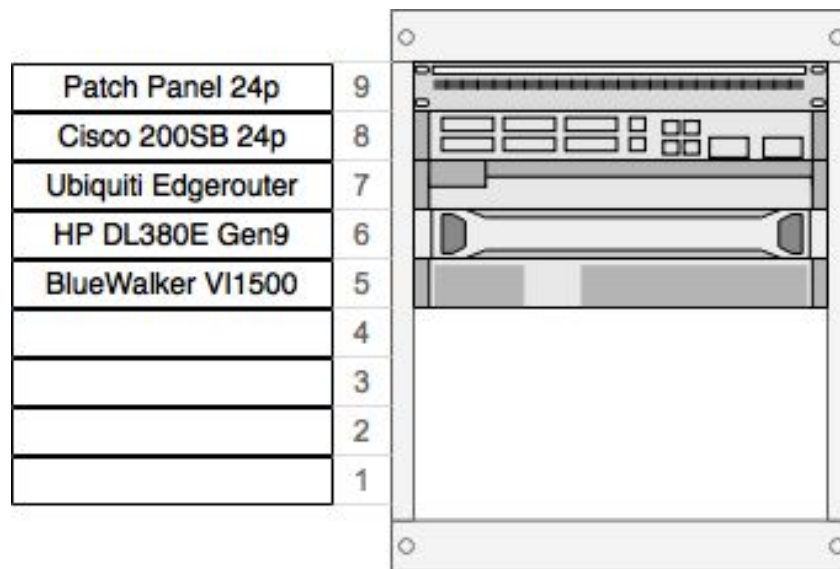 Patch Panel 24p 9
Cisco 200SB 24p 8
Ubiquiti Edgerouter 7
HP DL380E Gen9 6
BlueWalker VI1500 5
4
3
2
1